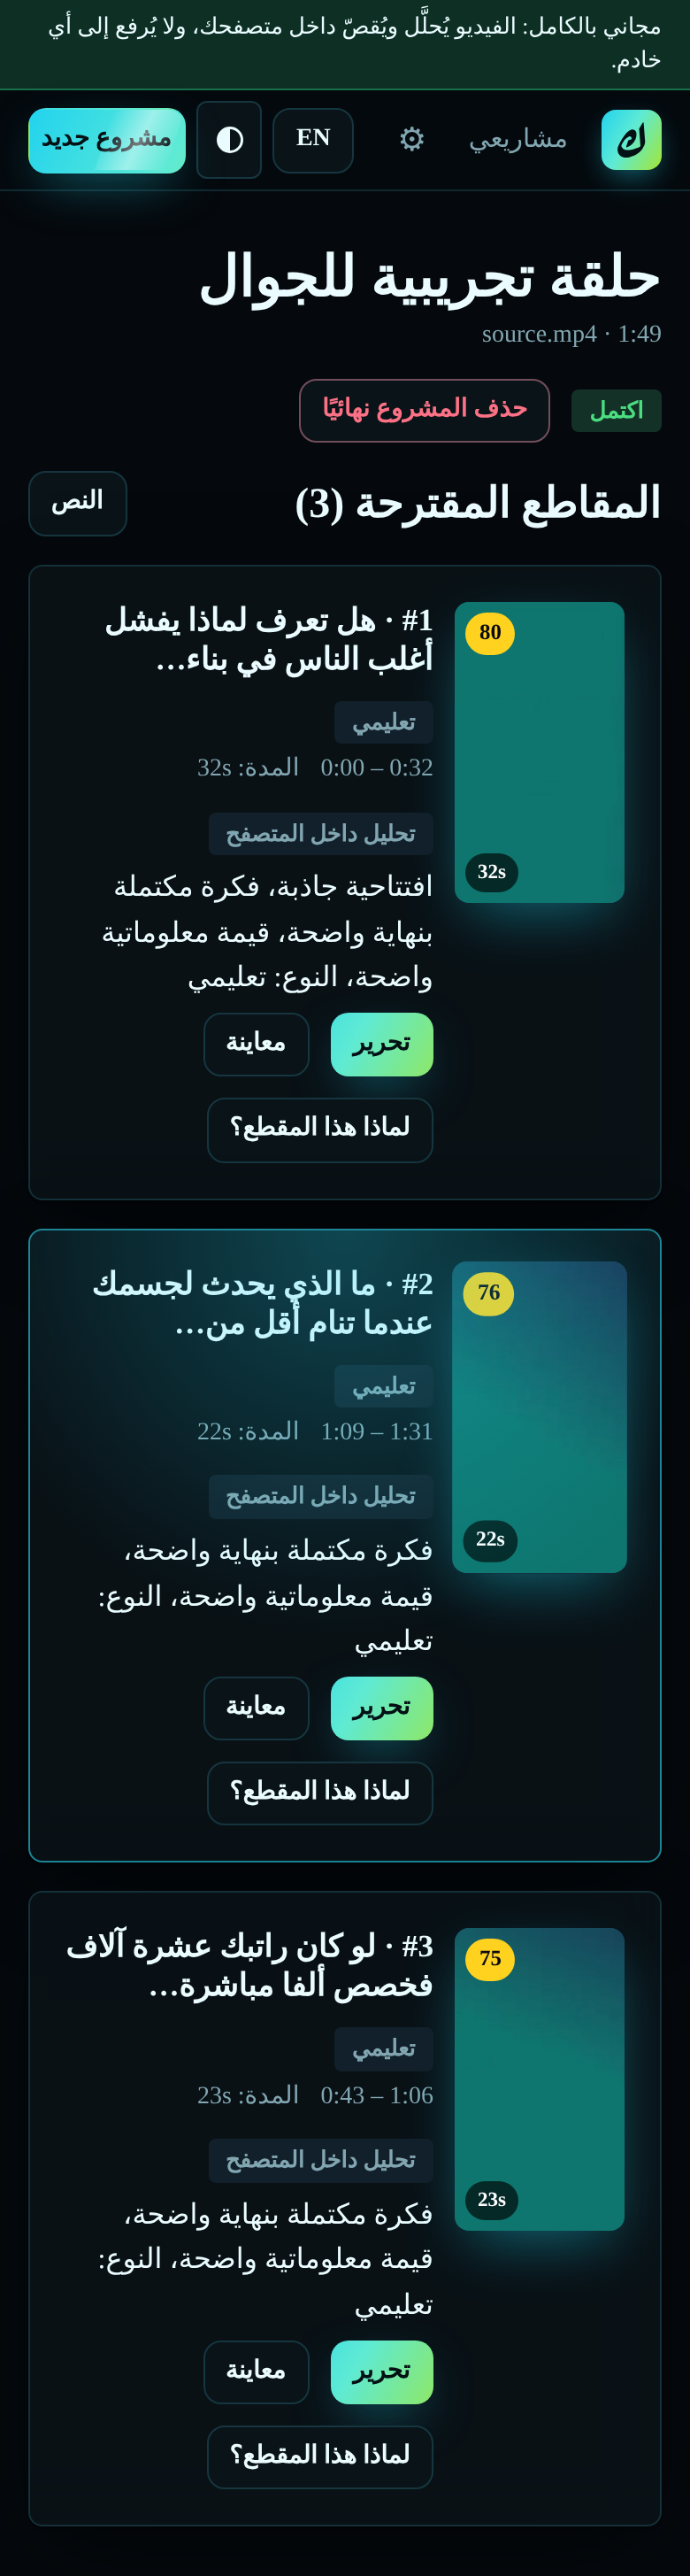 مجاني بالكامل: الفيديو يُحلَّل ويُقصّ داخل متصفحك، ولا يُرفع إلى أي
خادم.
ك
مشاريعي
⚙
EN
◐
مشروع جديد
حلقة تجريبية للجوال
source.mp4 · 1:49
اكتمل
حذف المشروع نهائيًا
المقاطع المقترحة (3)
النص
80
32s
#1 · هل تعرف لماذا يفشل
أغلب الناس في بناء…
تعليمي
0:00 – 0:32 المدة: 32s
تحليل داخل المتصفح
افتتاحية جاذبة، فكرة مكتملة
بنهاية واضحة، قيمة معلوماتية
واضحة، النوع: تعليمي
تحرير
معاينة
لماذا هذا المقطع؟
76
22s
#2 · ما الذي يحدث لجسمك
عندما تنام أقل من…
تعليمي
1:09 – 1:31 المدة: 22s
تحليل داخل المتصفح
فكرة مكتملة بنهاية واضحة،
قيمة معلوماتية واضحة، النوع:
تعليمي
تحرير
معاينة
لماذا هذا المقطع؟
75
23s
#3 · لو كان راتبك عشرة آلاف
فخصص ألفا مباشرة…
تعليمي
0:43 – 1:06 المدة: 23s
تحليل داخل المتصفح
فكرة مكتملة بنهاية واضحة،
قيمة معلوماتية واضحة، النوع:
تعليمي
تحرير
معاينة
لماذا هذا المقطع؟